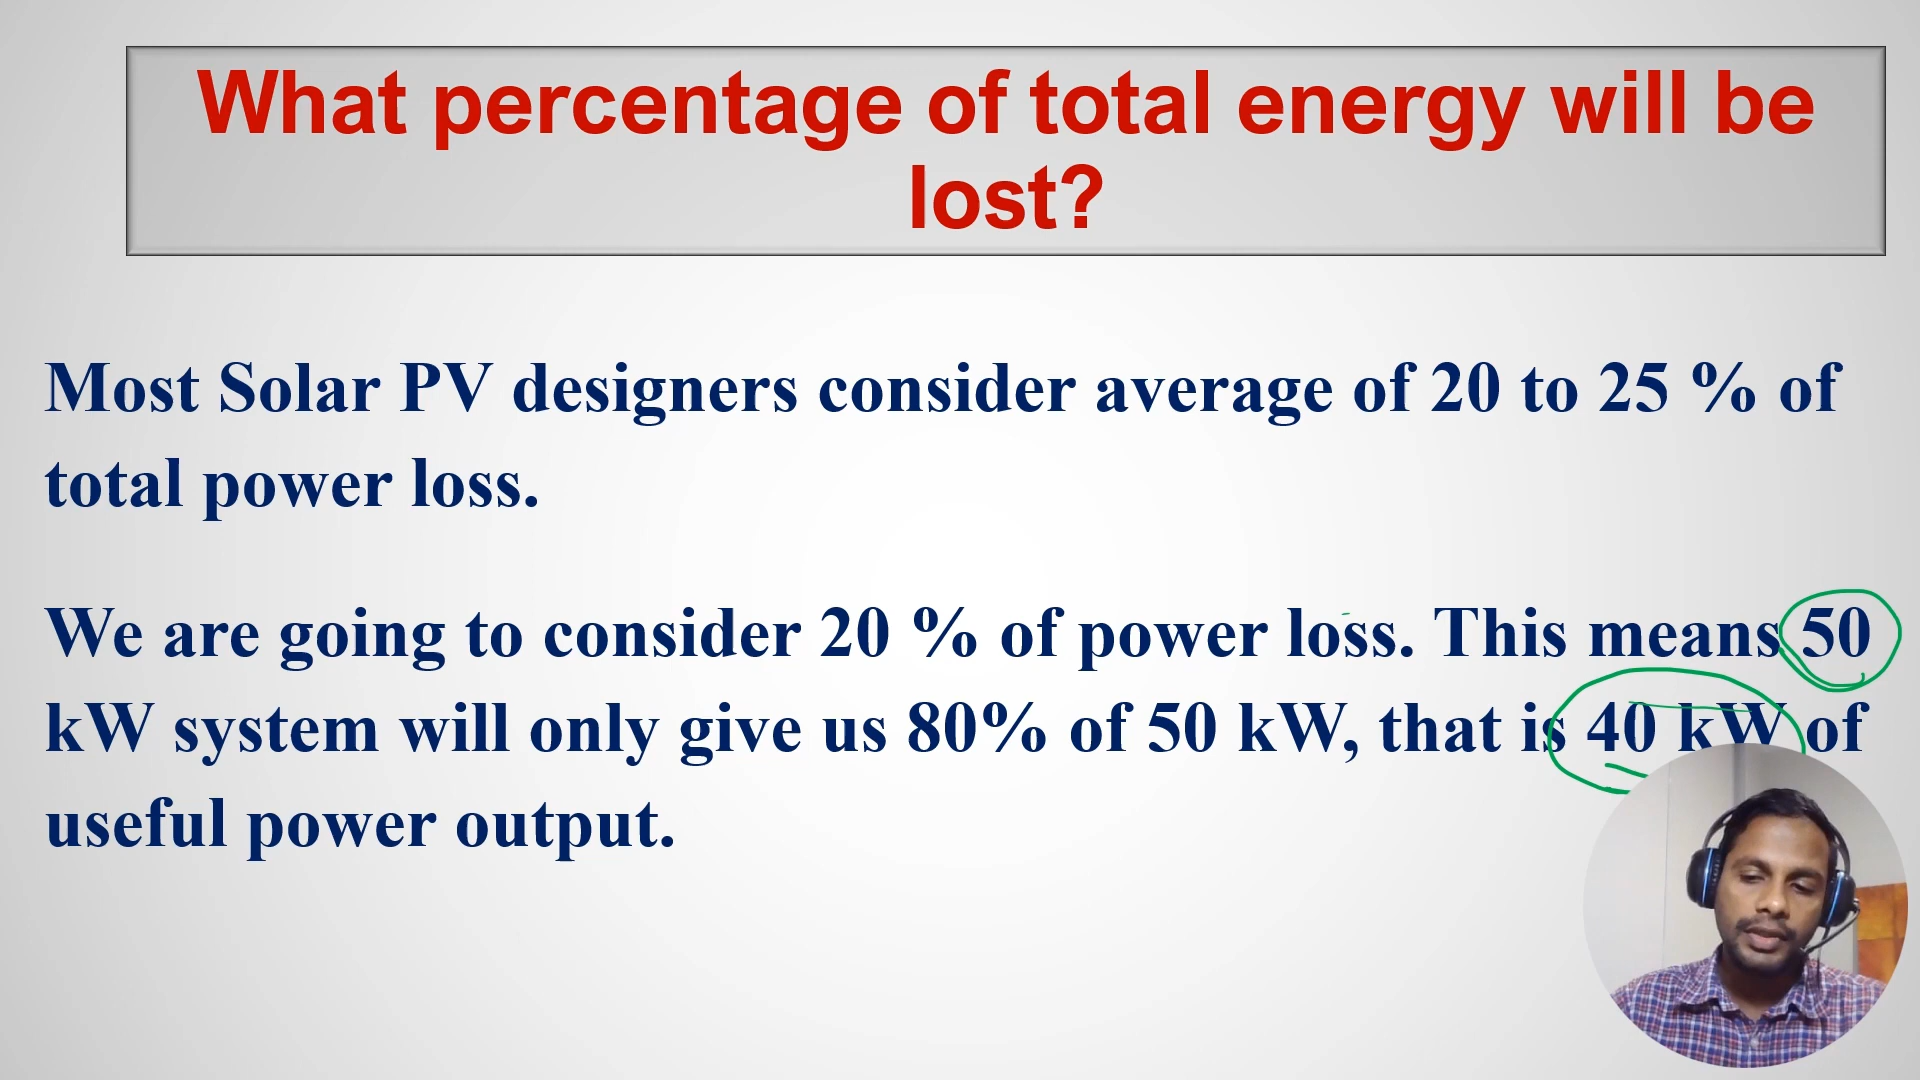 What percentage of total energy will be
lost?
Most Solar PV designers consider average of 20 to 25 % of
total power loss.
We are going to consider 20 % of power loss. This means 50
kW system will only give us 80% of 50 kW, that is 40 kW of
useful power output.